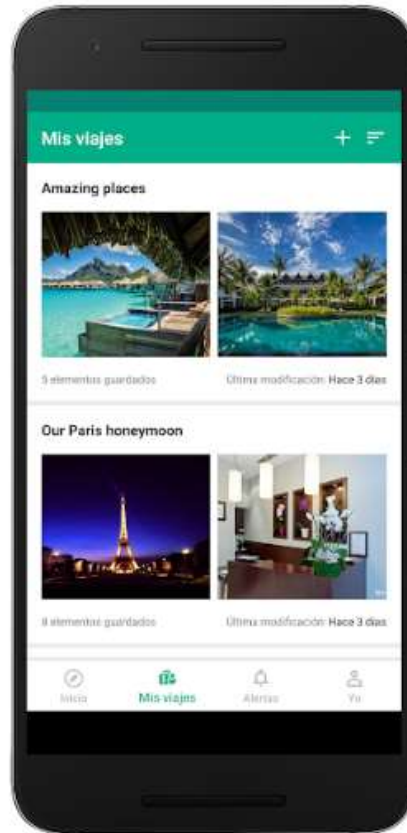 Mis viajes
Amazing places
5 elementos guardados Última modificación: Hace 3 días
Our Paris honeymoon
8 elementos guardados Última modificación: Hace 3 días
Inicio Mis viajes Alertas Yo